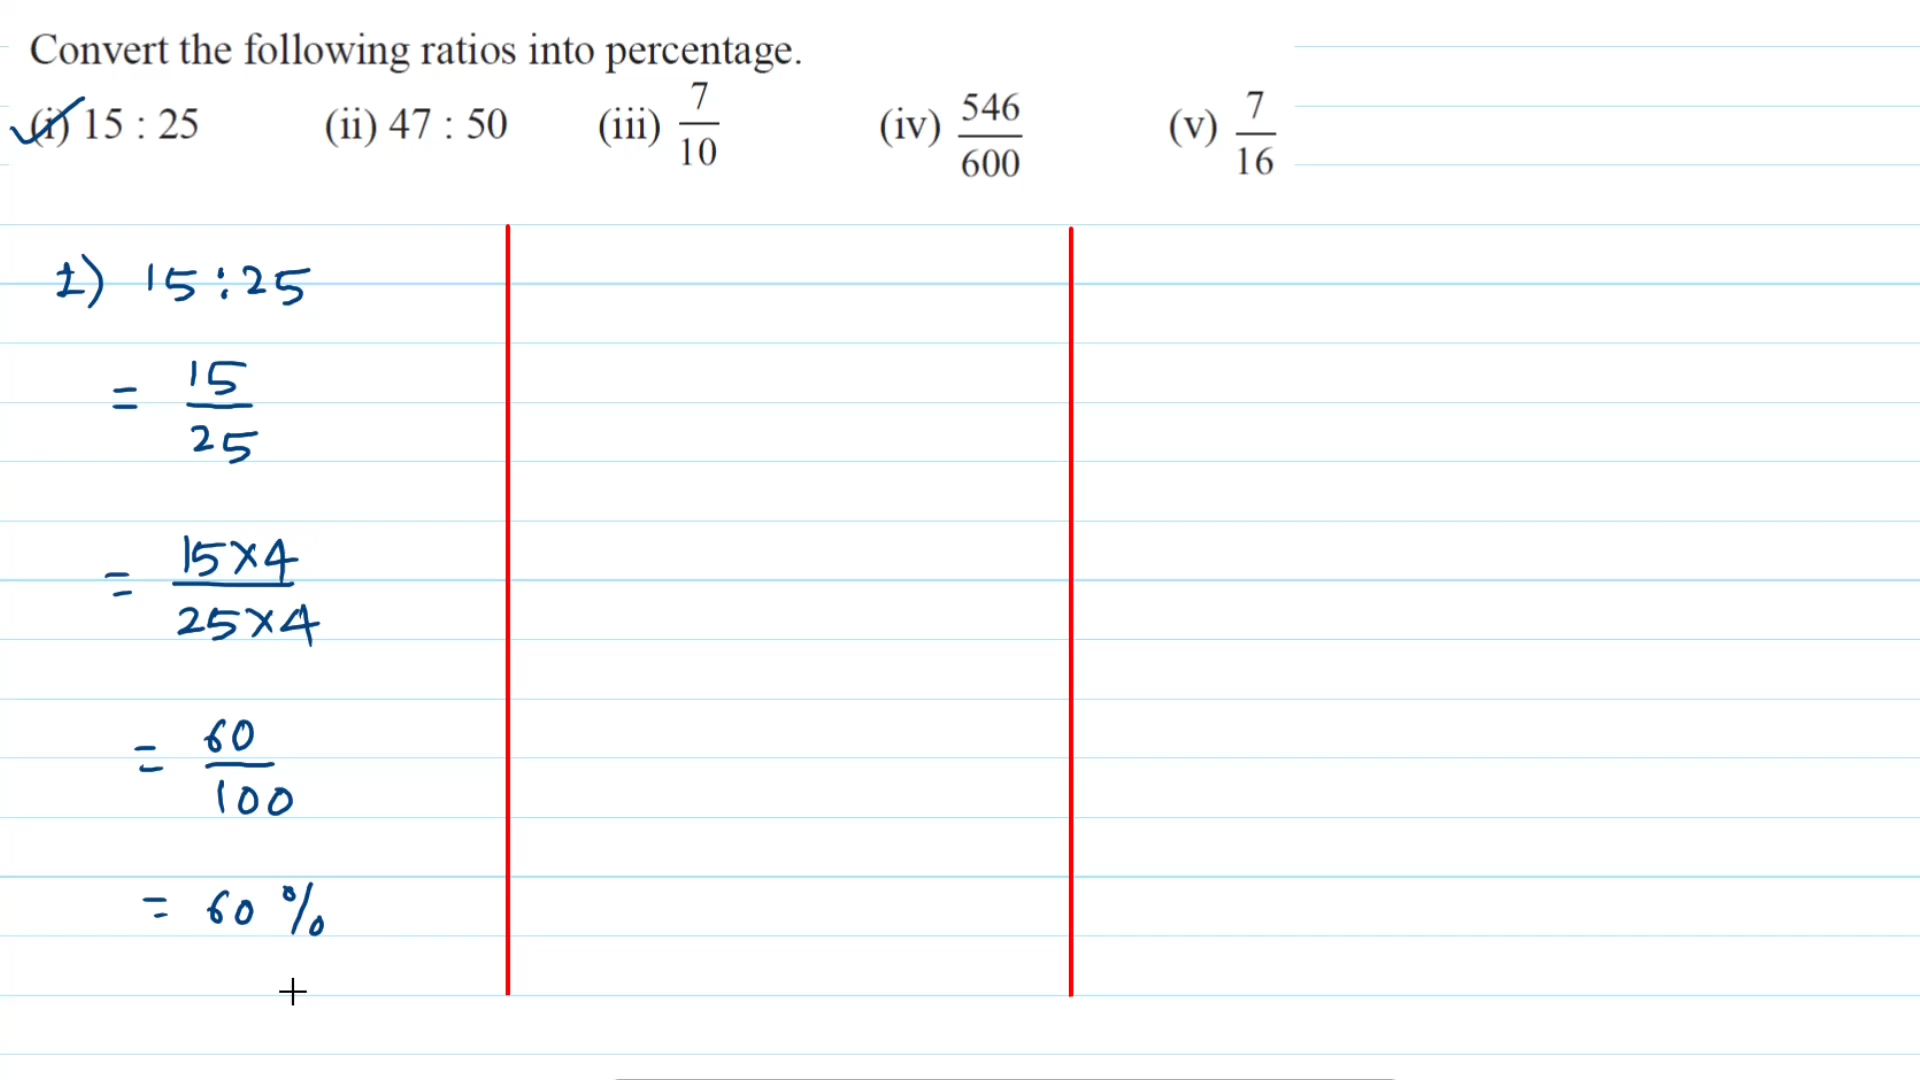 Convert the following ratios into percentage.
(i) 15 : 25 (ii) 47 : 50 (iii) 7/10 (iv) 546/600 (v) 7/16
1) 15:25
= 15/25
= 15×4/25×4
= 60/100
= 60 %